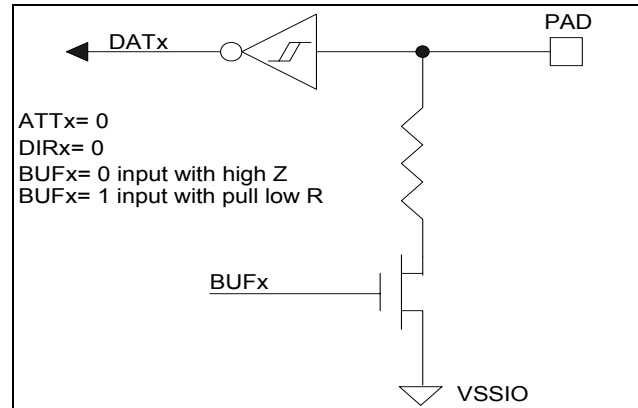 PAD
DATx
ATTx= 0
DIRx= 0
BUFx= 0 input with high Z
BUFx= 1 input with pull low R
BUFx
VSSIO